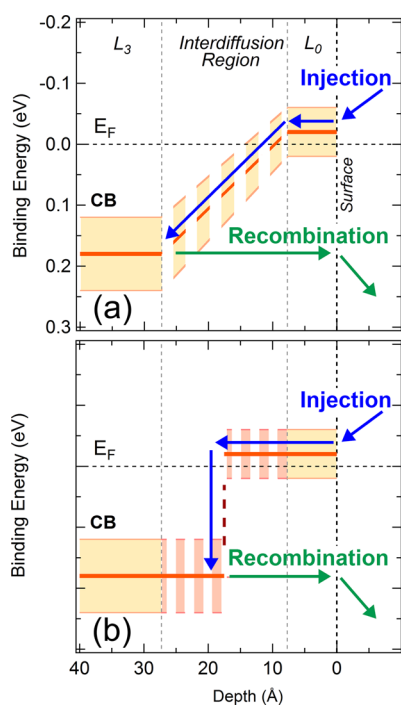 L3
Interdiffusion
Region
L0
-0.2
-0.1
0.0
0.1
0.2
0.3
Binding Energy (eV)
Injection
EF
CB
Surface
Recombination
(a)
Binding Energy (eV)
Injection
EF
CB
Recombination
(b)
40
30
20
10
0
Depth (Å)